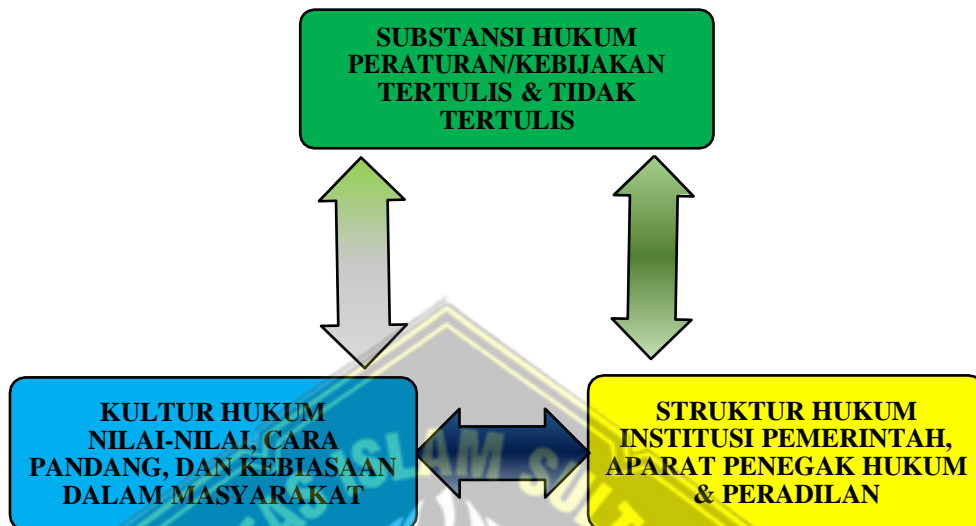 SUBSTANSI HUKUM
PERATURAN/KEBIJAKAN
TERTULIS & TIDAK
TERTULIS
KULTUR HUKUM
NILAI-NILAI, CARA
PANDANG, DAN KEBIASAAN
DALAM MASYARAKAT
STRUKTUR HUKUM
INSTITUSI PEMERINTAH,
APARAT PENEGAK HUKUM
& PERADILAN
ISLAM